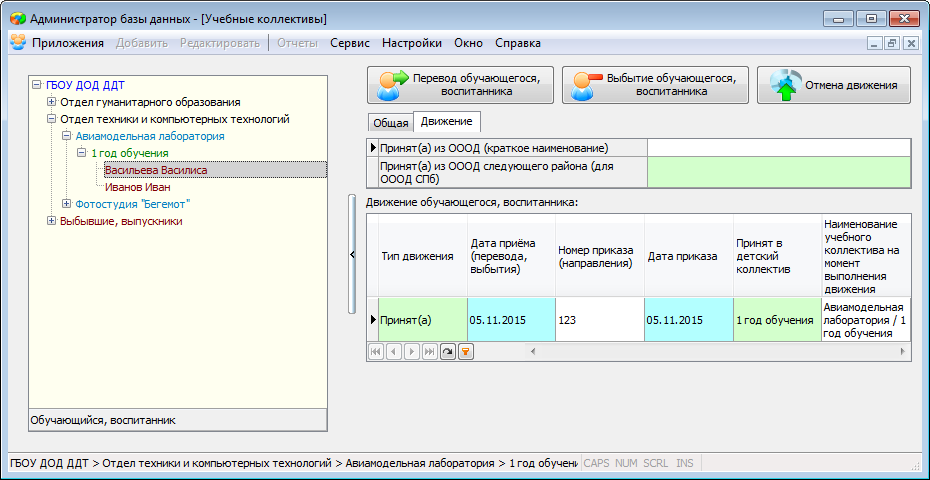 Администратор базы данных - [Учебные коллективы]
Приложения Добавить Редактировать Отчеты Сервис Настройки Окно Справка
ГБОУ ДОД ДДТ
Отдел гуманитарного образования
Отдел техники и компьютерных технологий
Авиамодельная лаборатория
1 год обучения
Васильева Василиса
Иванов Иван
Фотостудия "Бегемот"
Выбывшие, выпускники
Обучающийся, воспитанник
Перевод обучающегося,
воспитанника
Выбытие обучающегося,
воспитанника
Отмена движения
Общая Движение
Принят(а) из ОООД (краткое наименование)
Принят(а) из ОООД следующего района (для
ОООД СПб)
Движение обучающегося, воспитанника:
Тип движения
Дата приёма
(перевода,
выбытия)
Номер приказа
(направления)
Дата приказа
Принят в
детский
коллектив
Наименование
учебного
коллектива на
момент
выполнения
движения
Принят(а)
05.11.2015
123
05.11.2015
1 год обучения
Авиамодельная
лаборатория / 1
год обучения
ГБОУ ДОД ДДТ > Отдел техники и компьютерных технологий > Авиамодельная лаборатория > 1 год обучени CAPS NUM SCRL INS